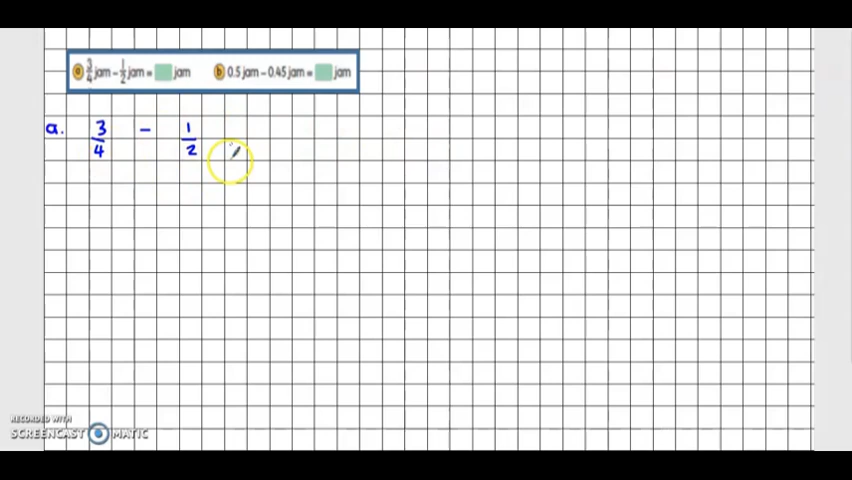 a 3/4 jam – 1/2 jam = jam b 0.5 jam – 0.45 jam = jam
a. 3/4 - 1/2
RECORDED WITH
SCREENCAST MATIC